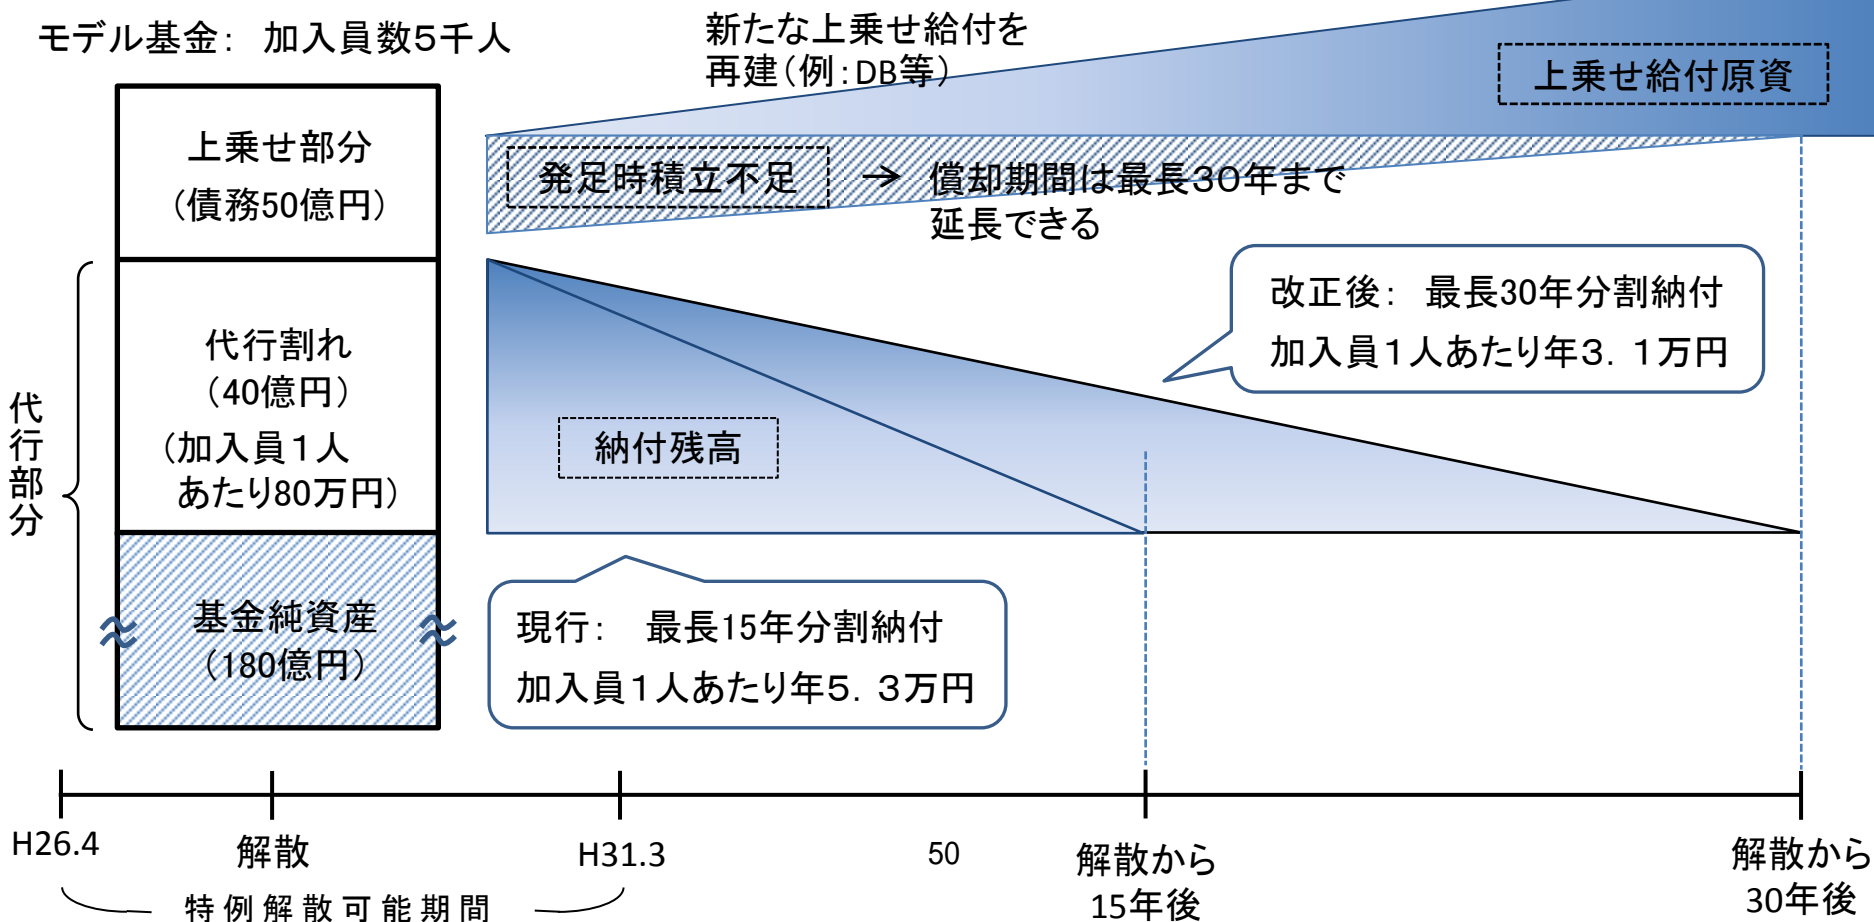 モデル基金： 加入員数５千人
新たな上乗せ給付を
再建（例：DB等）
上乗せ給付原資
上乗せ部分
（債務50億円）
発足時積立不足
→ 償却期間は最長３０年まで
延長できる
代行部分
代行割れ
（40億円）
（加入員１人
あたり80万円）
改正後： 最長30年分割納付
加入員１人あたり年３．１万円
納付残高
基金純資産
（180億円）
現行： 最長15年分割納付
加入員１人あたり年５．３万円
H26.4
解散
H31.3
50
解散から
15年後
解散から
30年後
特例解散可能期間